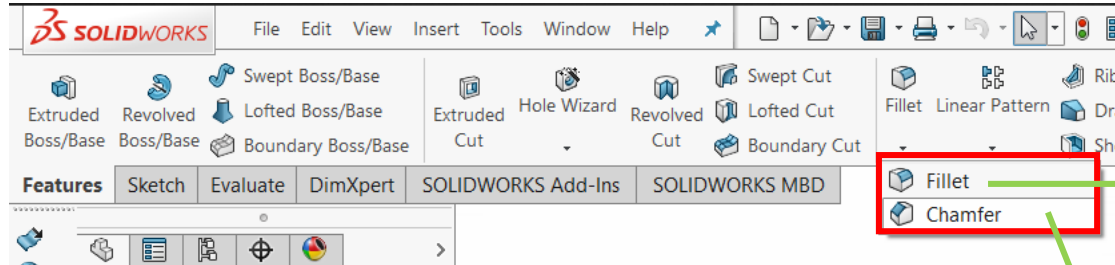 SOLIDWORKS File Edit View Insert Tools Window Help
Swept Boss/Base Swept Cut
Extruded Revolved Lofted Boss/Base Extruded Hole Wizard Revolved Lofted Cut Fillet Linear Pattern
Boss/Base Boss/Base Boundary Boss/Base Cut Cut Boundary Cut
Features Sketch Evaluate DimXpert SOLIDWORKS Add-Ins SOLIDWORKS MBD
Fillet
Chamfer